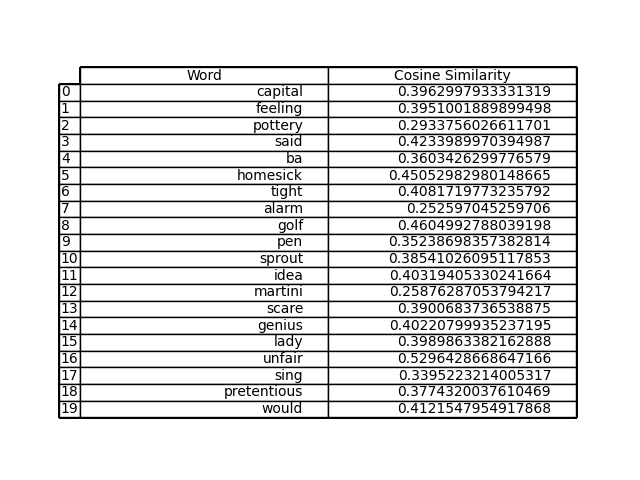 Word Cosine Similarity
0 capital 0.3962997933331319
1 feeling 0.3951001889899498
2 pottery 0.2933756026611701
3 said 0.4233989970394987
4 ba 0.3603426299776579
5 homesick 0.45052982980148665
6 tight 0.4081719773235792
7 alarm 0.252597045259706
8 golf 0.4604992788039198
9 pen 0.35238698357382814
10 sprout 0.38541026095117853
11 idea 0.40319405330241664
12 martini 0.25876287053794217
13 scare 0.3900683736538875
14 genius 0.40220799935237195
15 lady 0.3989863382162888
16 unfair 0.5296428668647166
17 sing 0.3395223214005317
18 pretentious 0.3774320037610469
19 would 0.4121547954917868